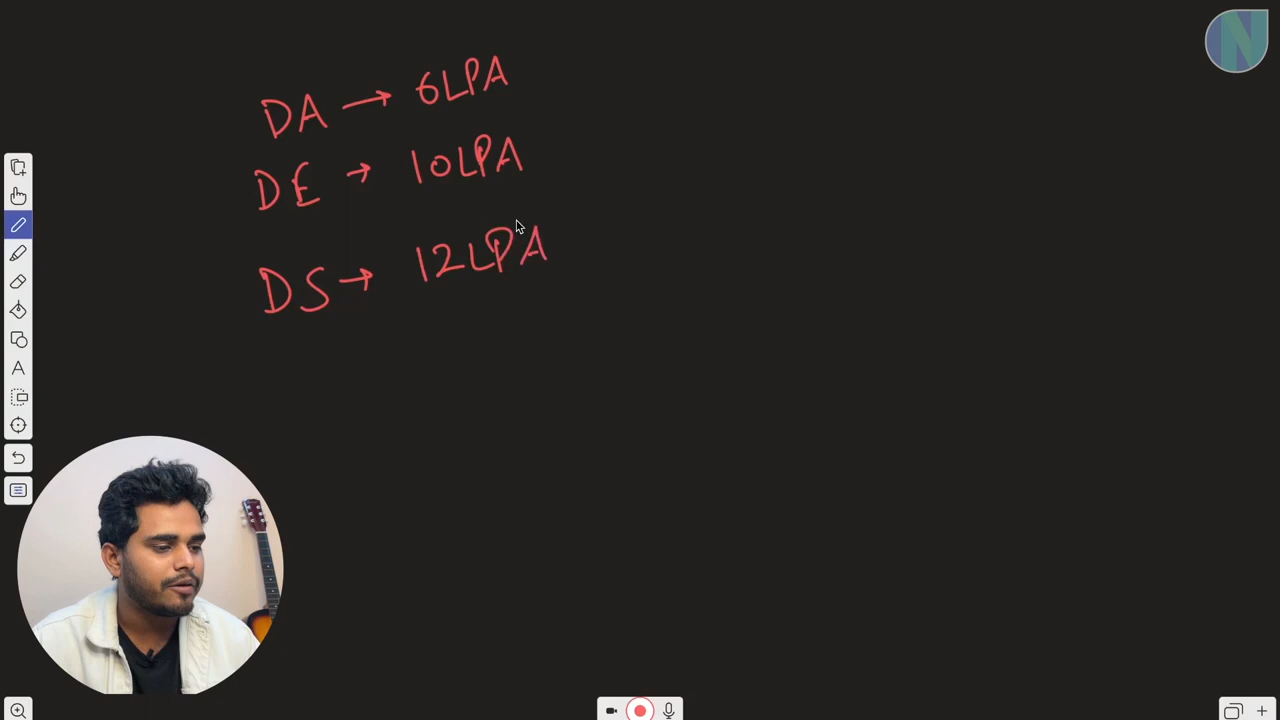 DA → 6LPA
DE → 10LPA
DS → 12LPA
N
A